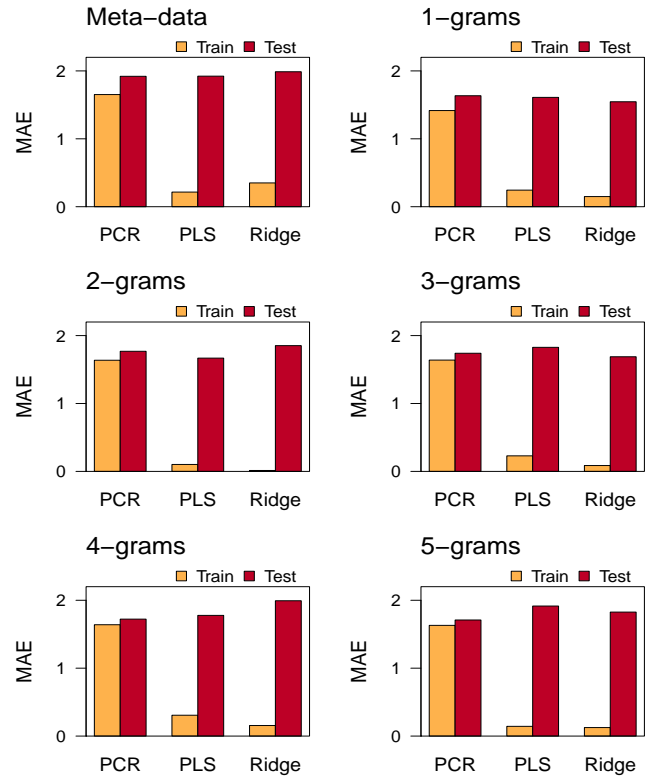 Meta−data
Train Test
MAE
2
1
0
PCR PLS Ridge
1−grams
Train Test
MAE
2
1
0
PCR PLS Ridge
2−grams
Train Test
MAE
2
1
0
PCR PLS Ridge
3−grams
Train Test
MAE
2
1
0
PCR PLS Ridge
4−grams
Train Test
MAE
2
1
0
PCR PLS Ridge
5−grams
Train Test
MAE
2
1
0
PCR PLS Ridge